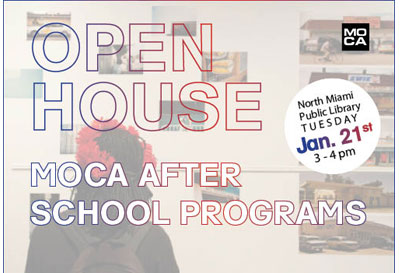 MO
CA
OPEN
HOUSE
North Miami
Public Library
TUESDAY
Jan. 21st
3 - 4 pm
MOCA AFTER
SCHOOL PROGRAMS